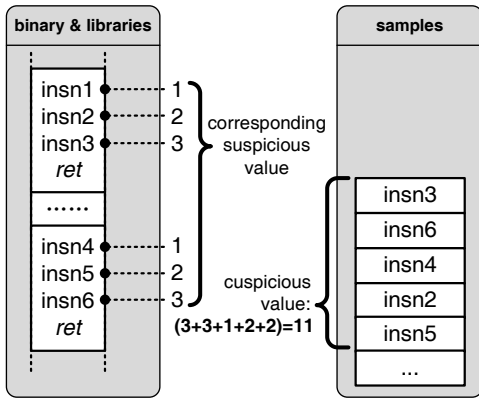 binary & libraries
insn1
insn2
insn3
ret
......
insn4
insn5
insn6
ret
1
2
3
1
2
3
corresponding
suspicious
value
cuspicious
value:
(3+3+1+2+2)=11
samples
insn3
insn6
insn4
insn2
insn5
...